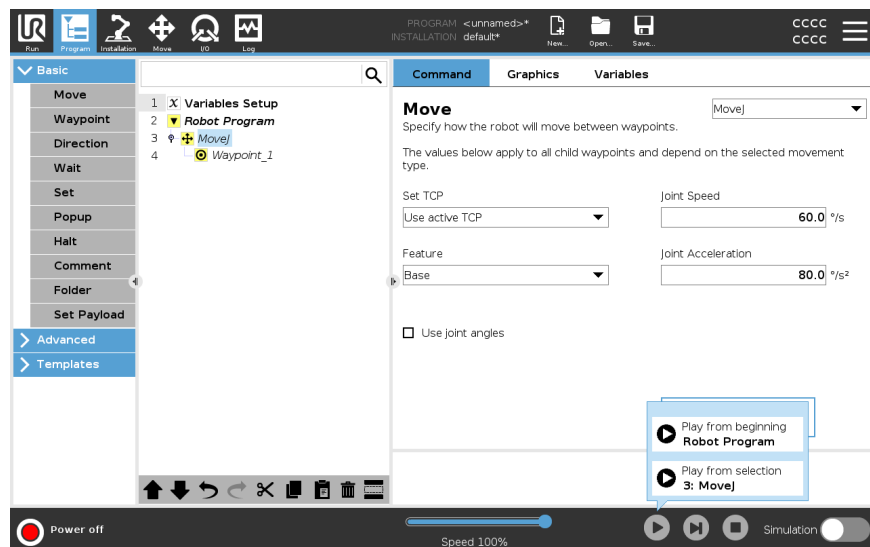 PROGRAM <unnamed>*
INSTALLATION default*
CCCC
CCCC
UR
Run
Program
Installation
Move
I/O
Log
New...
Open...
Save...
Basic
Move
Waypoint
Direction
Wait
Set
Popup
Halt
Comment
Folder
Set Payload
Advanced
Templates
1 X Variables Setup
2 Robot Program
3 MoveJ
4 Waypoint_1
Command Graphics Variables
Move
MoveJ
Specify how the robot will move between waypoints.
The values below apply to all child waypoints and depend on the selected movement
type.
Set TCP
Use active TCP
Joint Speed
60.0 °/s
Feature
Base
Joint Acceleration
80.0 °/s²
Use joint angles
Play from beginning
Robot Program
Play from selection
3: MoveJ
Power off
Speed 100%
Simulation